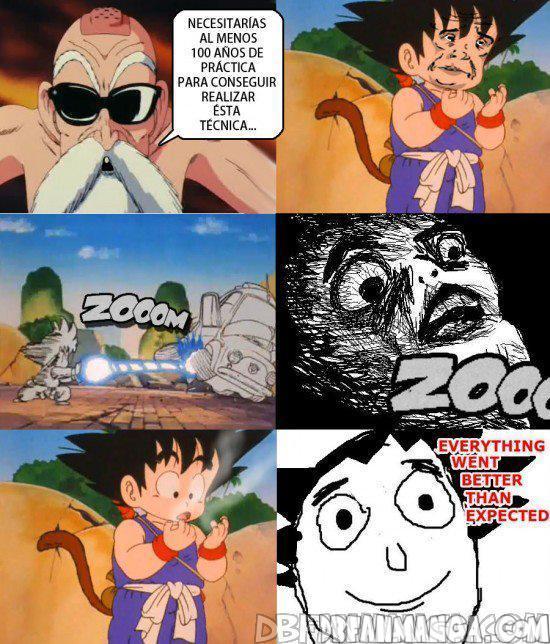 NECESITARÍAS
AL MENOS
100 AÑOS DE
PRÁCTICA
PARA CONSEGUIR
REALIZAR
ÉSTA
TÉCNICA...
ZOOOM
ZOOO
EVERYTHING
WENT
BETTER
THAN
EXPECTED